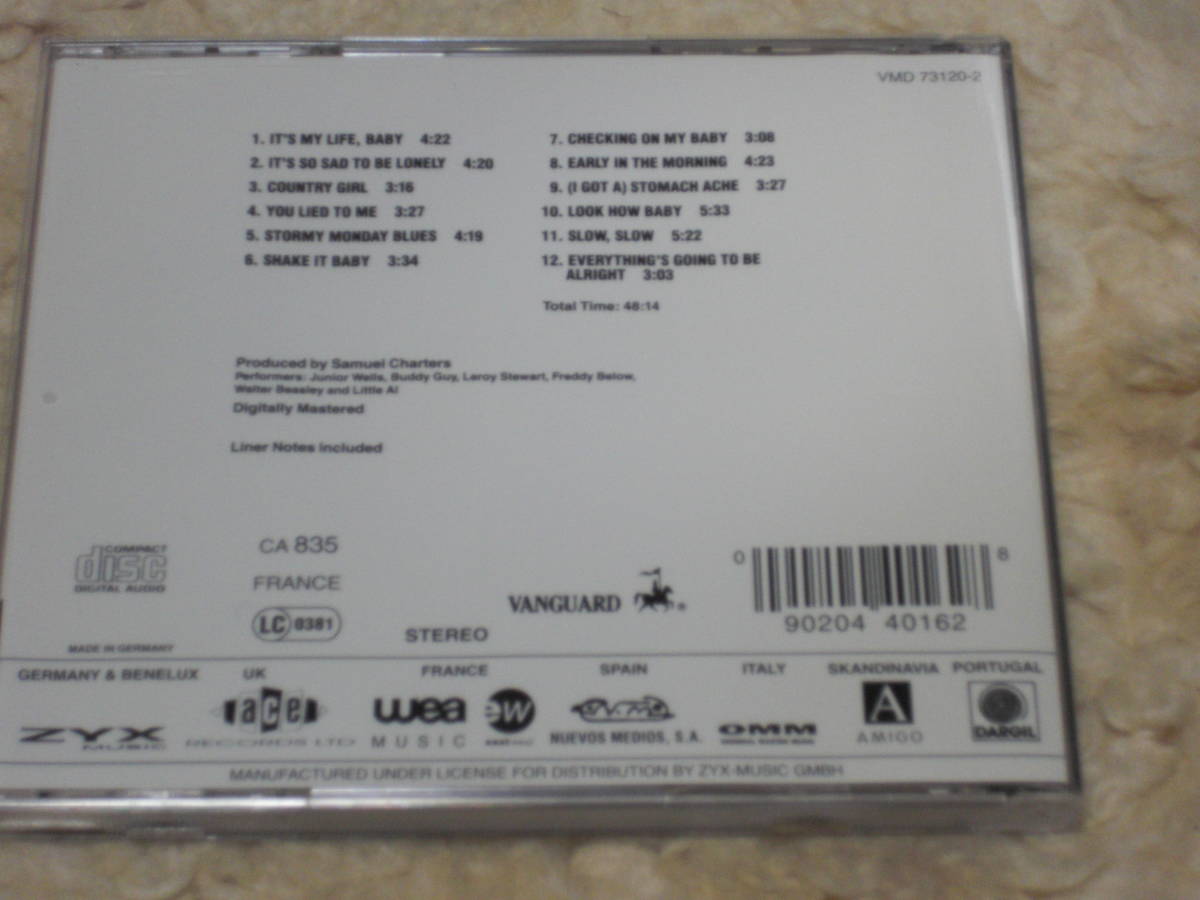 VMD 73120-2
1. IT'S MY LIFE, BABY 4:22
2. IT'S SO SAD TO BE LONELY 4:20
3. COUNTRY GIRL 3:16
4. YOU LIED TO ME 3:27
5. STORMY MONDAY BLUES 4:19
6. SHAKE IT BABY 3:34
7. CHECKING ON MY BABY 3:08
8. EARLY IN THE MORNING 4:23
9. (I GOT A) STOMACH ACHE 3:27
10. LOOK HOW BABY 5:33
11. SLOW, SLOW 5:22
12. EVERYTHING'S GOING TO BE
ALRIGHT 3:03
Total Time: 48:14
Produced by Samuel Charters
Performers: Junior Wells, Buddy Guy, Leroy Stewart, Freddy Below,
Walter Beasley and Little Al
Digitally Mastered
Liner Notes Included
COMPACT
disc
DIGITAL AUDIO
CA 835
FRANCE
LC 0381
STEREO
VANGUARD ®
0 90204 40162 8
MADE IN GERMANY
GERMANY & BENELUX UK FRANCE SPAIN ITALY SKANDINAVIA PORTUGAL
ZYX
MUSIC
ace
RECORDS LTD
wea
MUSIC
ew
NUEVOS MEDIOS, S.A.
OMM
A
AMIGO
DARGIL
MANUFACTURED UNDER LICENSE FOR DISTRIBUTION BY ZYX-MUSIC GMBH